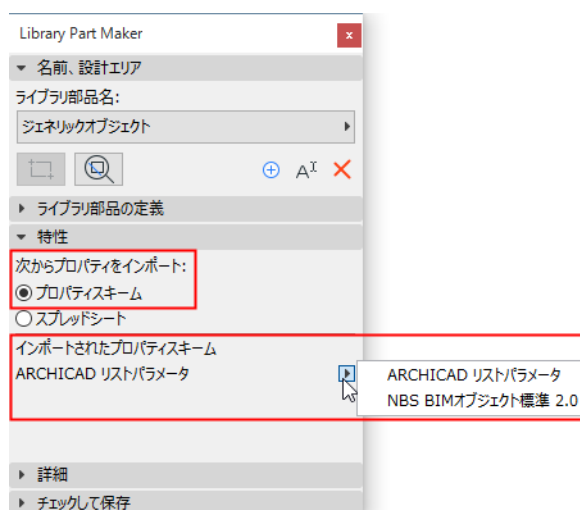 Library Part Maker
x
名前、設計エリア
ライブラリ部品名:
ジェネリックオブジェクト
A
ライブラリ部品の定義
特性
次からプロパティをインポート:
プロパティスキーム
スプレッドシート
インポートされたプロパティスキーム
ARCHICAD リストパラメータ
ARCHICAD リストパラメータ
NBS BIMオブジェクト標準 2.0
詳細
チェックして保存